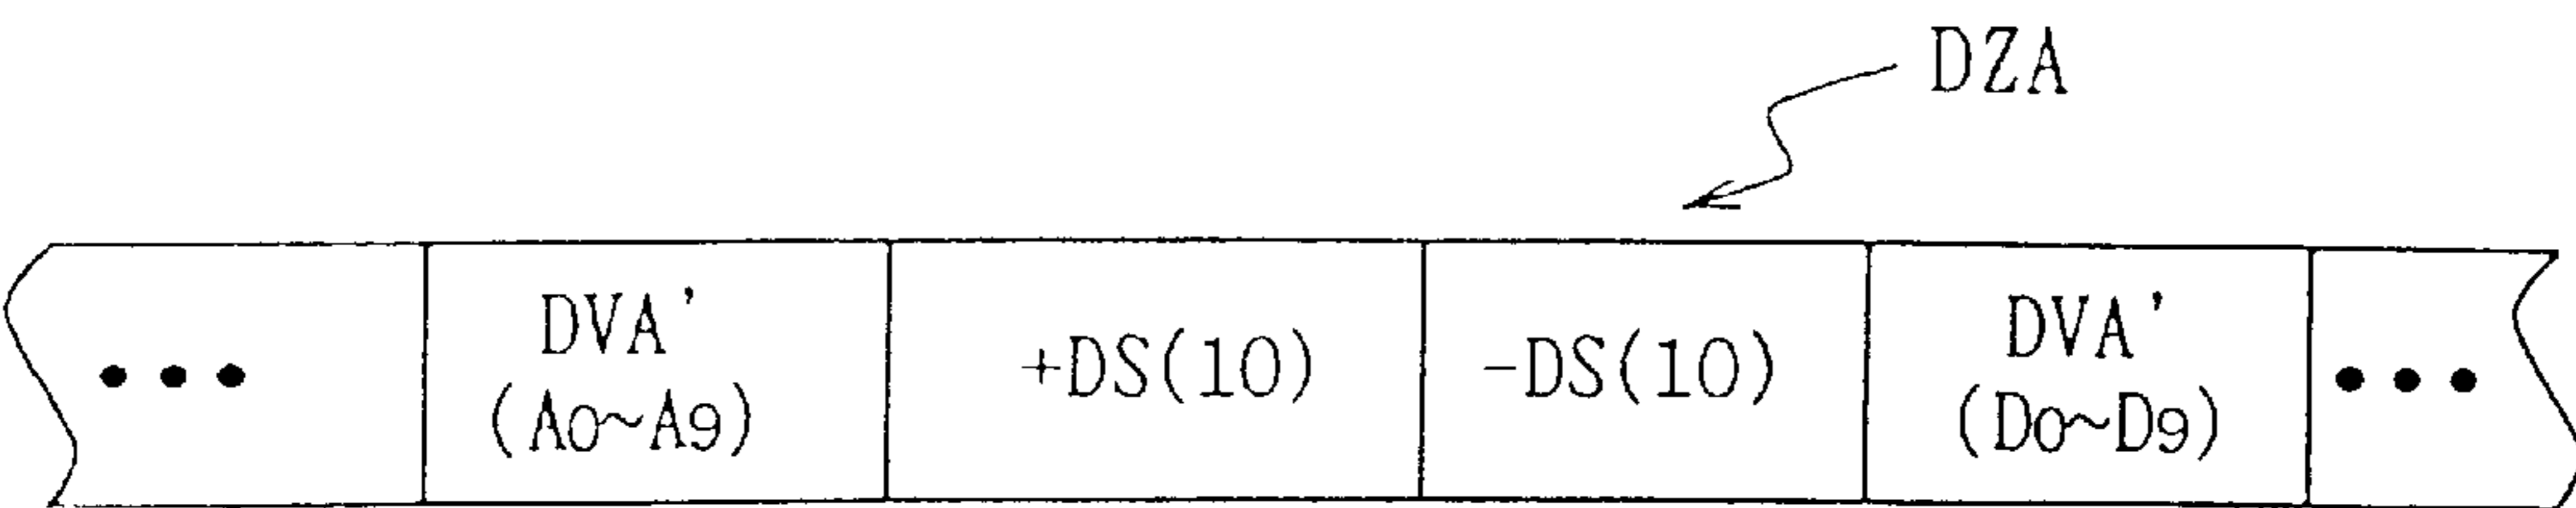 DZA
••• DVA' +DS(10) -DS(10) DVA' •••
(A0~A9) (D0~D9)